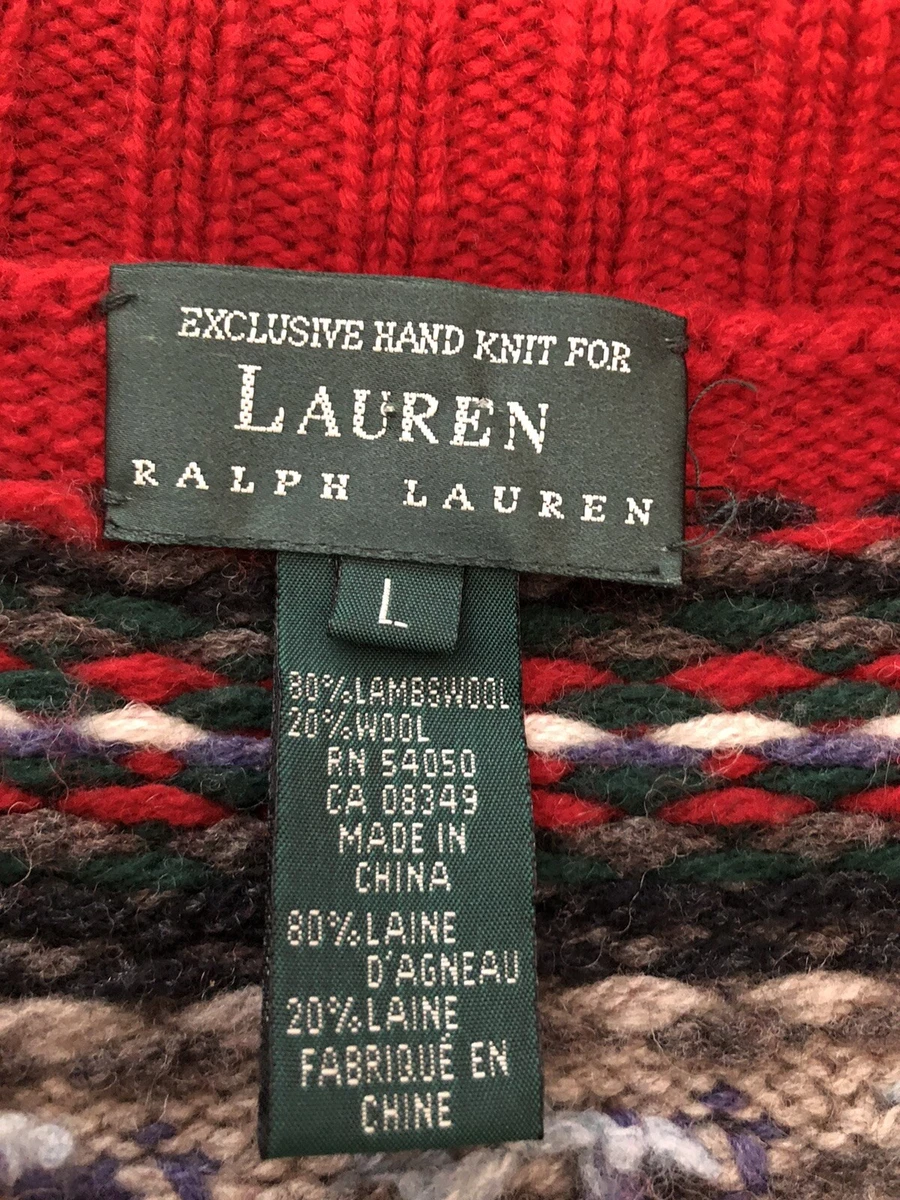 EXCLUSIVE HAND KNIT FOR
LAUREN
RALPH LAUREN
L
80%LAMBSWOOL
20%WOOL
RN 54050
CA 08349
MADE IN
CHINA
80%LAINE
D'AGNEAU
20%LAINE
FABRIQUÉ EN
CHINE